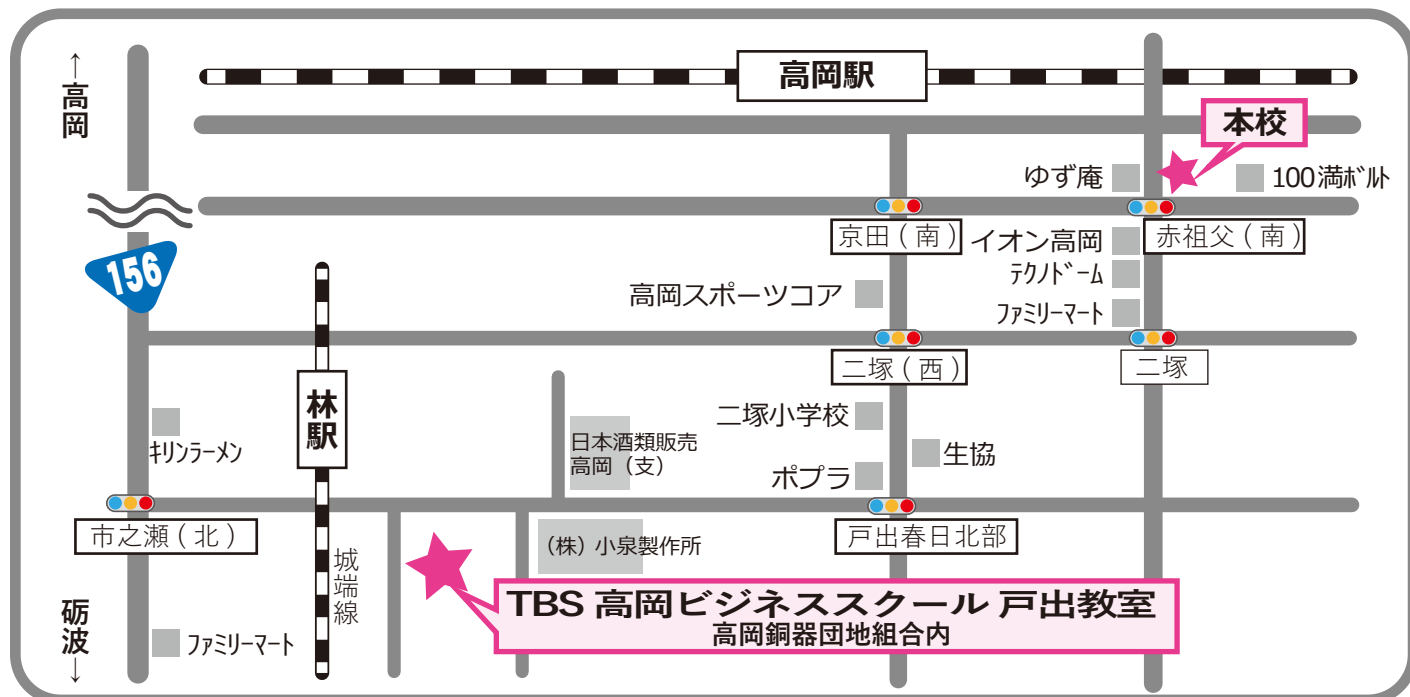 ↑高岡
高岡駅
本校
ゆず庵
100満ボルト
京田(南)
イオン高岡
赤祖父(南)
テクノドーム
156
高岡スポーツコア
ファミリーマート
二塚(西)
二塚
林駅
二塚小学校
日本酒類販売
高岡(支)
キリンラーメン
生協
ポプラ
市之瀬(北)
(株)小泉製作所
戸出春日北部
城端線
TBS 高岡ビジネススクール 戸出教室
高岡銅器団地組合内
砺波↓
ファミリーマート